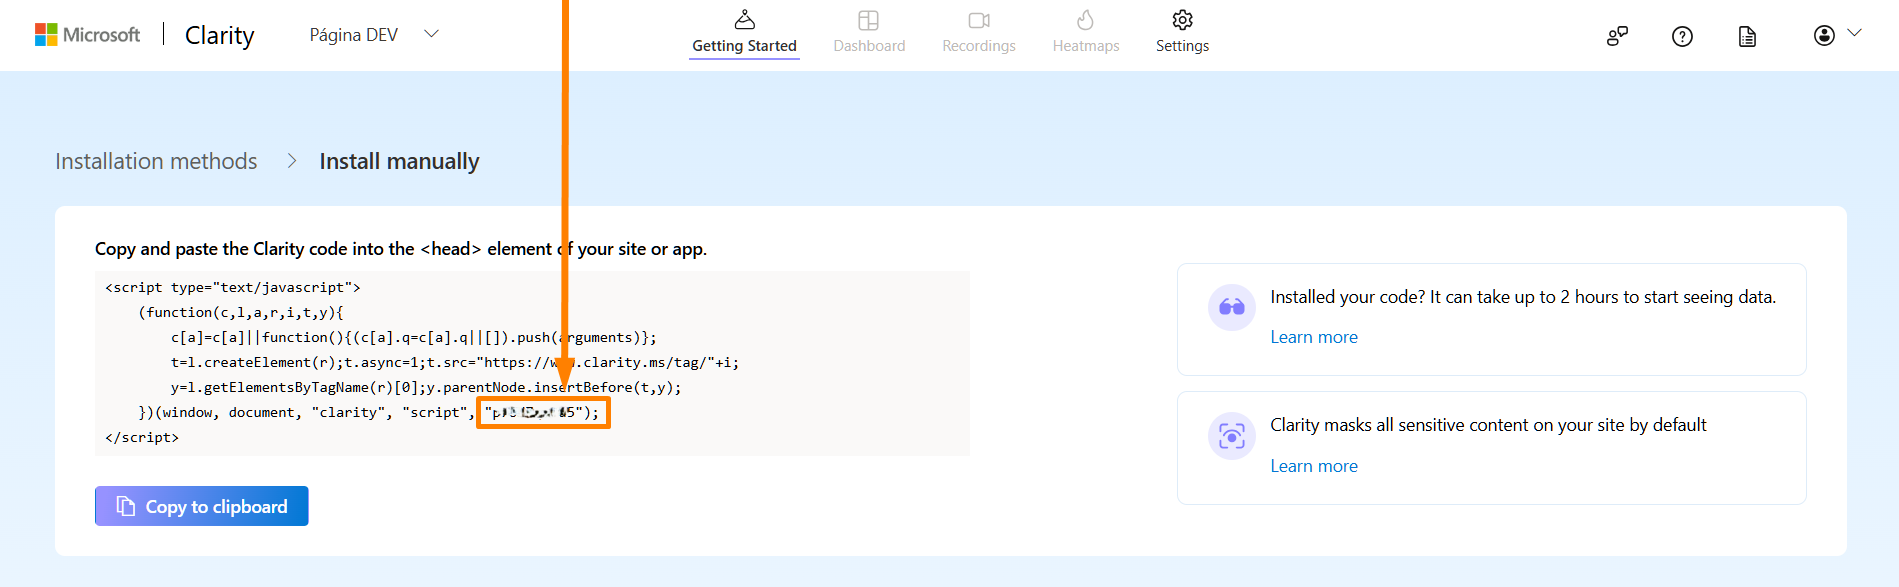 Microsoft | Clarity
Página DEV
Getting Started
Dashboard
Recordings
Heatmaps
Settings
Installation methods > Install manually
Copy and paste the Clarity code into the <head> element of your site or app.
<script type="text/javascript">
(function(c,l,a,r,i,t,y){
c[a]=c[a]||function(){(c[a].q=c[a].q||[]).push(arguments)};
t=l.createElement(r);t.async=1;t.src="https://www.clarity.ms/tag/"+i;
y=l.getElementsByTagName(r)[0];y.parentNode.insertBefore(t,y);
})(window, document, "clarity", "script",
</script>
Copy to clipboard
Installed your code? It can take up to 2 hours to start seeing data.
Learn more
Clarity masks all sensitive content on your site by default
Learn more